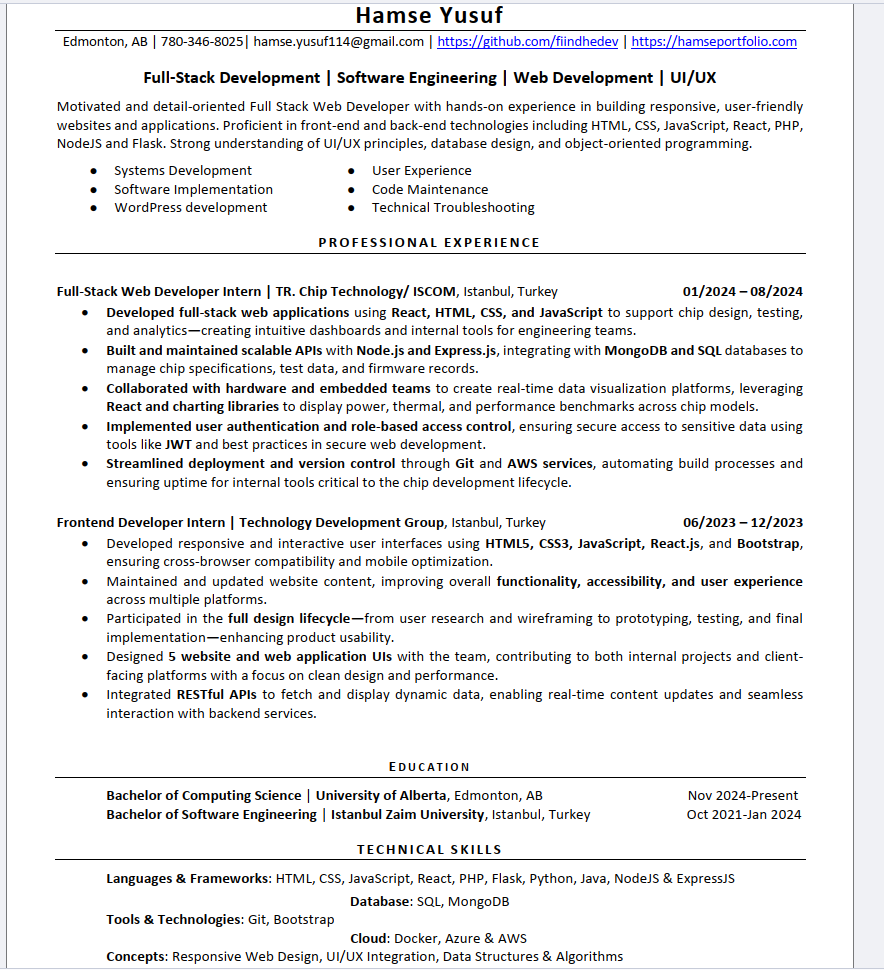 Hamse Yusuf
Edmonton, AB | 780-346-8025| hamse.yusuf114@gmail.com | https://github.com/fiindhedev | https://hamseportfolio.com
Full-Stack Development | Software Engineering | Web Development | UI/UX
Motivated and detail-oriented Full Stack Web Developer with hands-on experience in building responsive, user-friendly
websites and applications. Proficient in front-end and back-end technologies including HTML, CSS, JavaScript, React, PHP,
NodeJS and Flask. Strong understanding of UI/UX principles, database design, and object-oriented programming.
● Systems Development
● Software Implementation
● WordPress development
● User Experience
● Code Maintenance
● Technical Troubleshooting
PROFESSIONAL EXPERIENCE
Full-Stack Web Developer Intern | TR. Chip Technology/ ISCOM, Istanbul, Turkey 01/2024 – 08/2024
● Developed full-stack web applications using React, HTML, CSS, and JavaScript to support chip design, testing,
and analytics—creating intuitive dashboards and internal tools for engineering teams.
● Built and maintained scalable APIs with Node.js and Express.js, integrating with MongoDB and SQL databases to
manage chip specifications, test data, and firmware records.
● Collaborated with hardware and embedded teams to create real-time data visualization platforms, leveraging
React and charting libraries to display power, thermal, and performance benchmarks across chip models.
● Implemented user authentication and role-based access control, ensuring secure access to sensitive data using
tools like JWT and best practices in secure web development.
● Streamlined deployment and version control through Git and AWS services, automating build processes and
ensuring uptime for internal tools critical to the chip development lifecycle.
Frontend Developer Intern | Technology Development Group, Istanbul, Turkey 06/2023 – 12/2023
● Developed responsive and interactive user interfaces using HTML5, CSS3, JavaScript, React.js, and Bootstrap,
ensuring cross-browser compatibility and mobile optimization.
● Maintained and updated website content, improving overall functionality, accessibility, and user experience
across multiple platforms.
● Participated in the full design lifecycle—from user research and wireframing to prototyping, testing, and final
implementation—enhancing product usability.
● Designed 5 website and web application UIs with the team, contributing to both internal projects and client-
facing platforms with a focus on clean design and performance.
● Integrated RESTful APIs to fetch and display dynamic data, enabling real-time content updates and seamless
interaction with backend services.
EDUCATION
Bachelor of Computing Science | University of Alberta, Edmonton, AB Nov 2024-Present
Bachelor of Software Engineering | Istanbul Zaim University, Istanbul, Turkey Oct 2021-Jan 2024
TECHNICAL SKILLS
Languages & Frameworks: HTML, CSS, JavaScript, React, PHP, Flask, Python, Java, NodeJS & ExpressJS
Database: SQL, MongoDB
Tools & Technologies: Git, Bootstrap
Cloud: Docker, Azure & AWS
Concepts: Responsive Web Design, UI/UX Integration, Data Structures & Algorithms